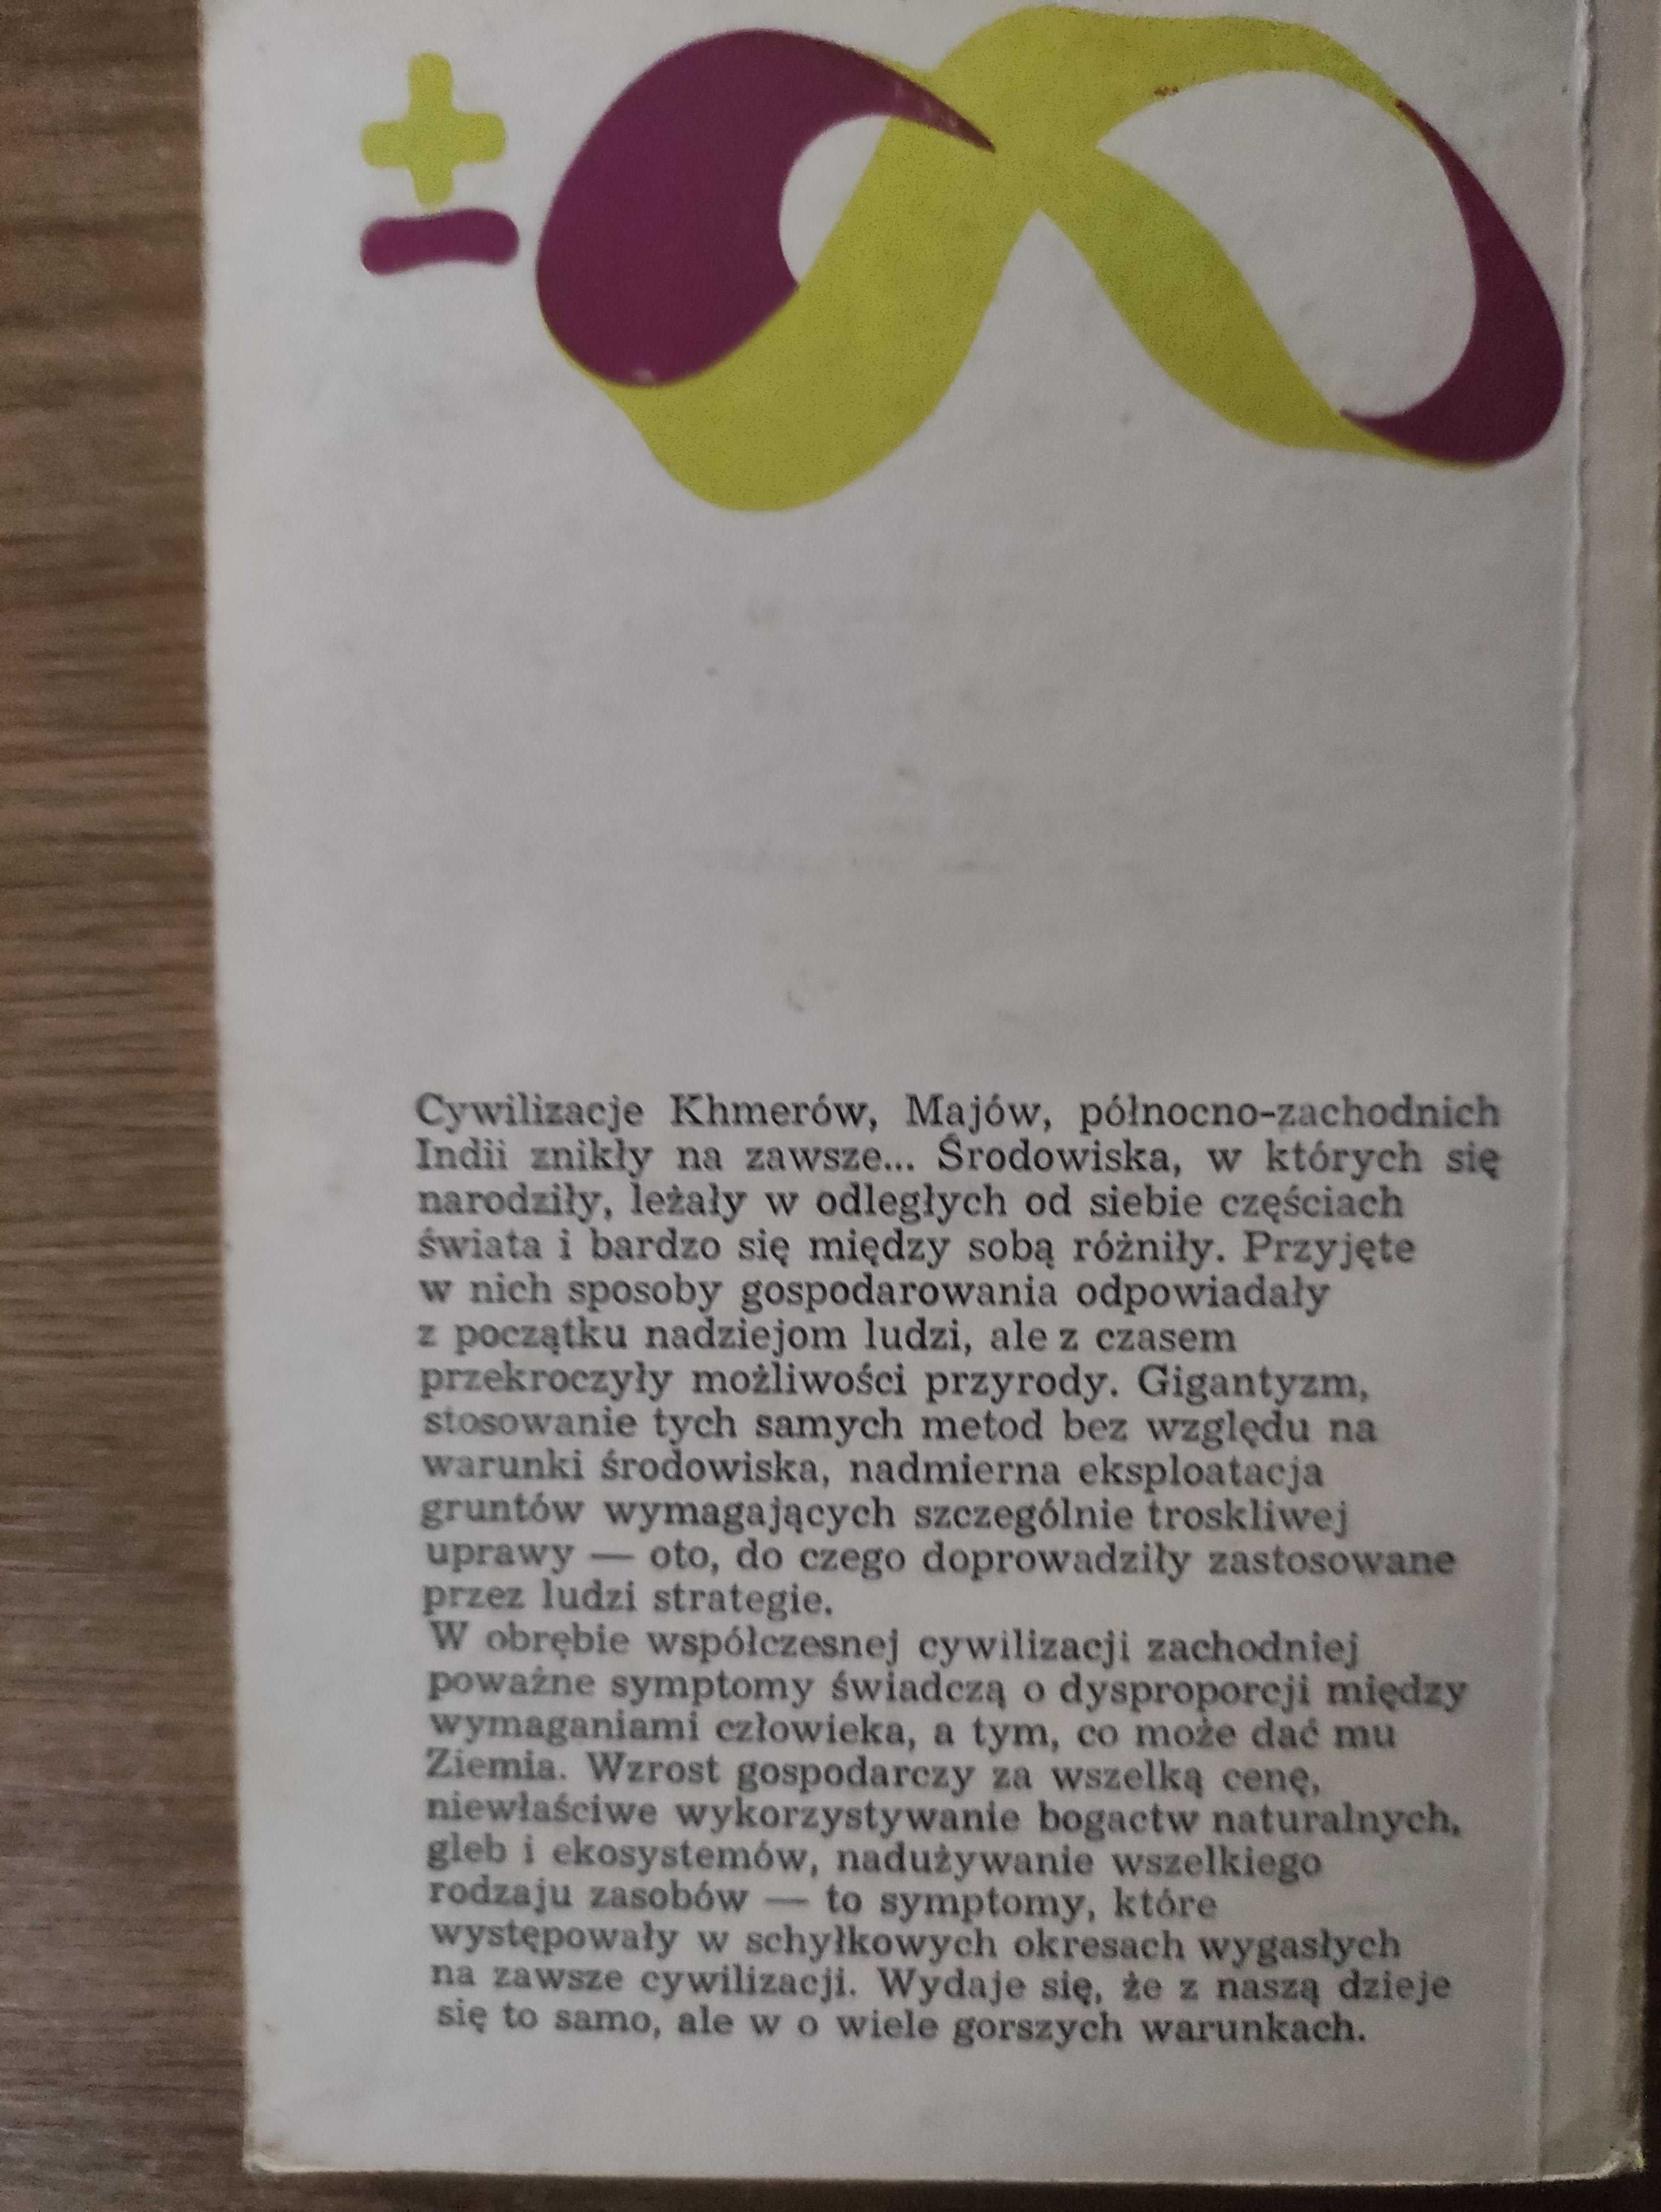 ±∞
Cywilizacje Khmerów, Majów, północno-zachodnich
Indii znikły na zawsze... Środowiska, w których się
narodziły, leżały w odległych od siebie częściach
świata i bardzo się między sobą różniły. Przyjęte
w nich sposoby gospodarowania odpowiadały
z początku nadziejom ludzi, ale z czasem
przekroczyły możliwości przyrody. Gigantyzm,
stosowanie tych samych metod bez względu na
warunki środowiska, nadmierna eksploatacja
gruntów wymagających szczególnie troskliwej
uprawy — oto, do czego doprowadziły zastosowane
przez ludzi strategie.
W obrębie współczesnej cywilizacji zachodniej
poważne symptomy świadczą o dysproporcji między
wymaganiami człowieka, a tym, co może dać mu
Ziemia. Wzrost gospodarczy za wszelką cenę,
niewłaściwe wykorzystywanie bogactw naturalnych,
gleb i ekosystemów, nadużywanie wszelkiego
rodzaju zasobów — to symptomy, które
występowały w schyłkowych okresach wygasłych
na zawsze cywilizacji. Wydaje się, że z naszą dzieje
się to samo, ale w o wiele gorszych warunkach.